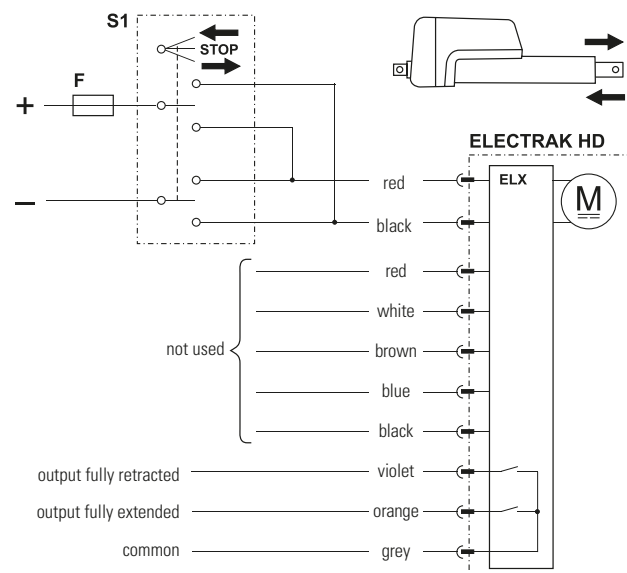 S1
STOP
F
+
−
ELECTRAK HD
ELX
M
red
black
red
white
not used
brown
blue
black
output fully retracted
violet
output fully extended
orange
common
grey